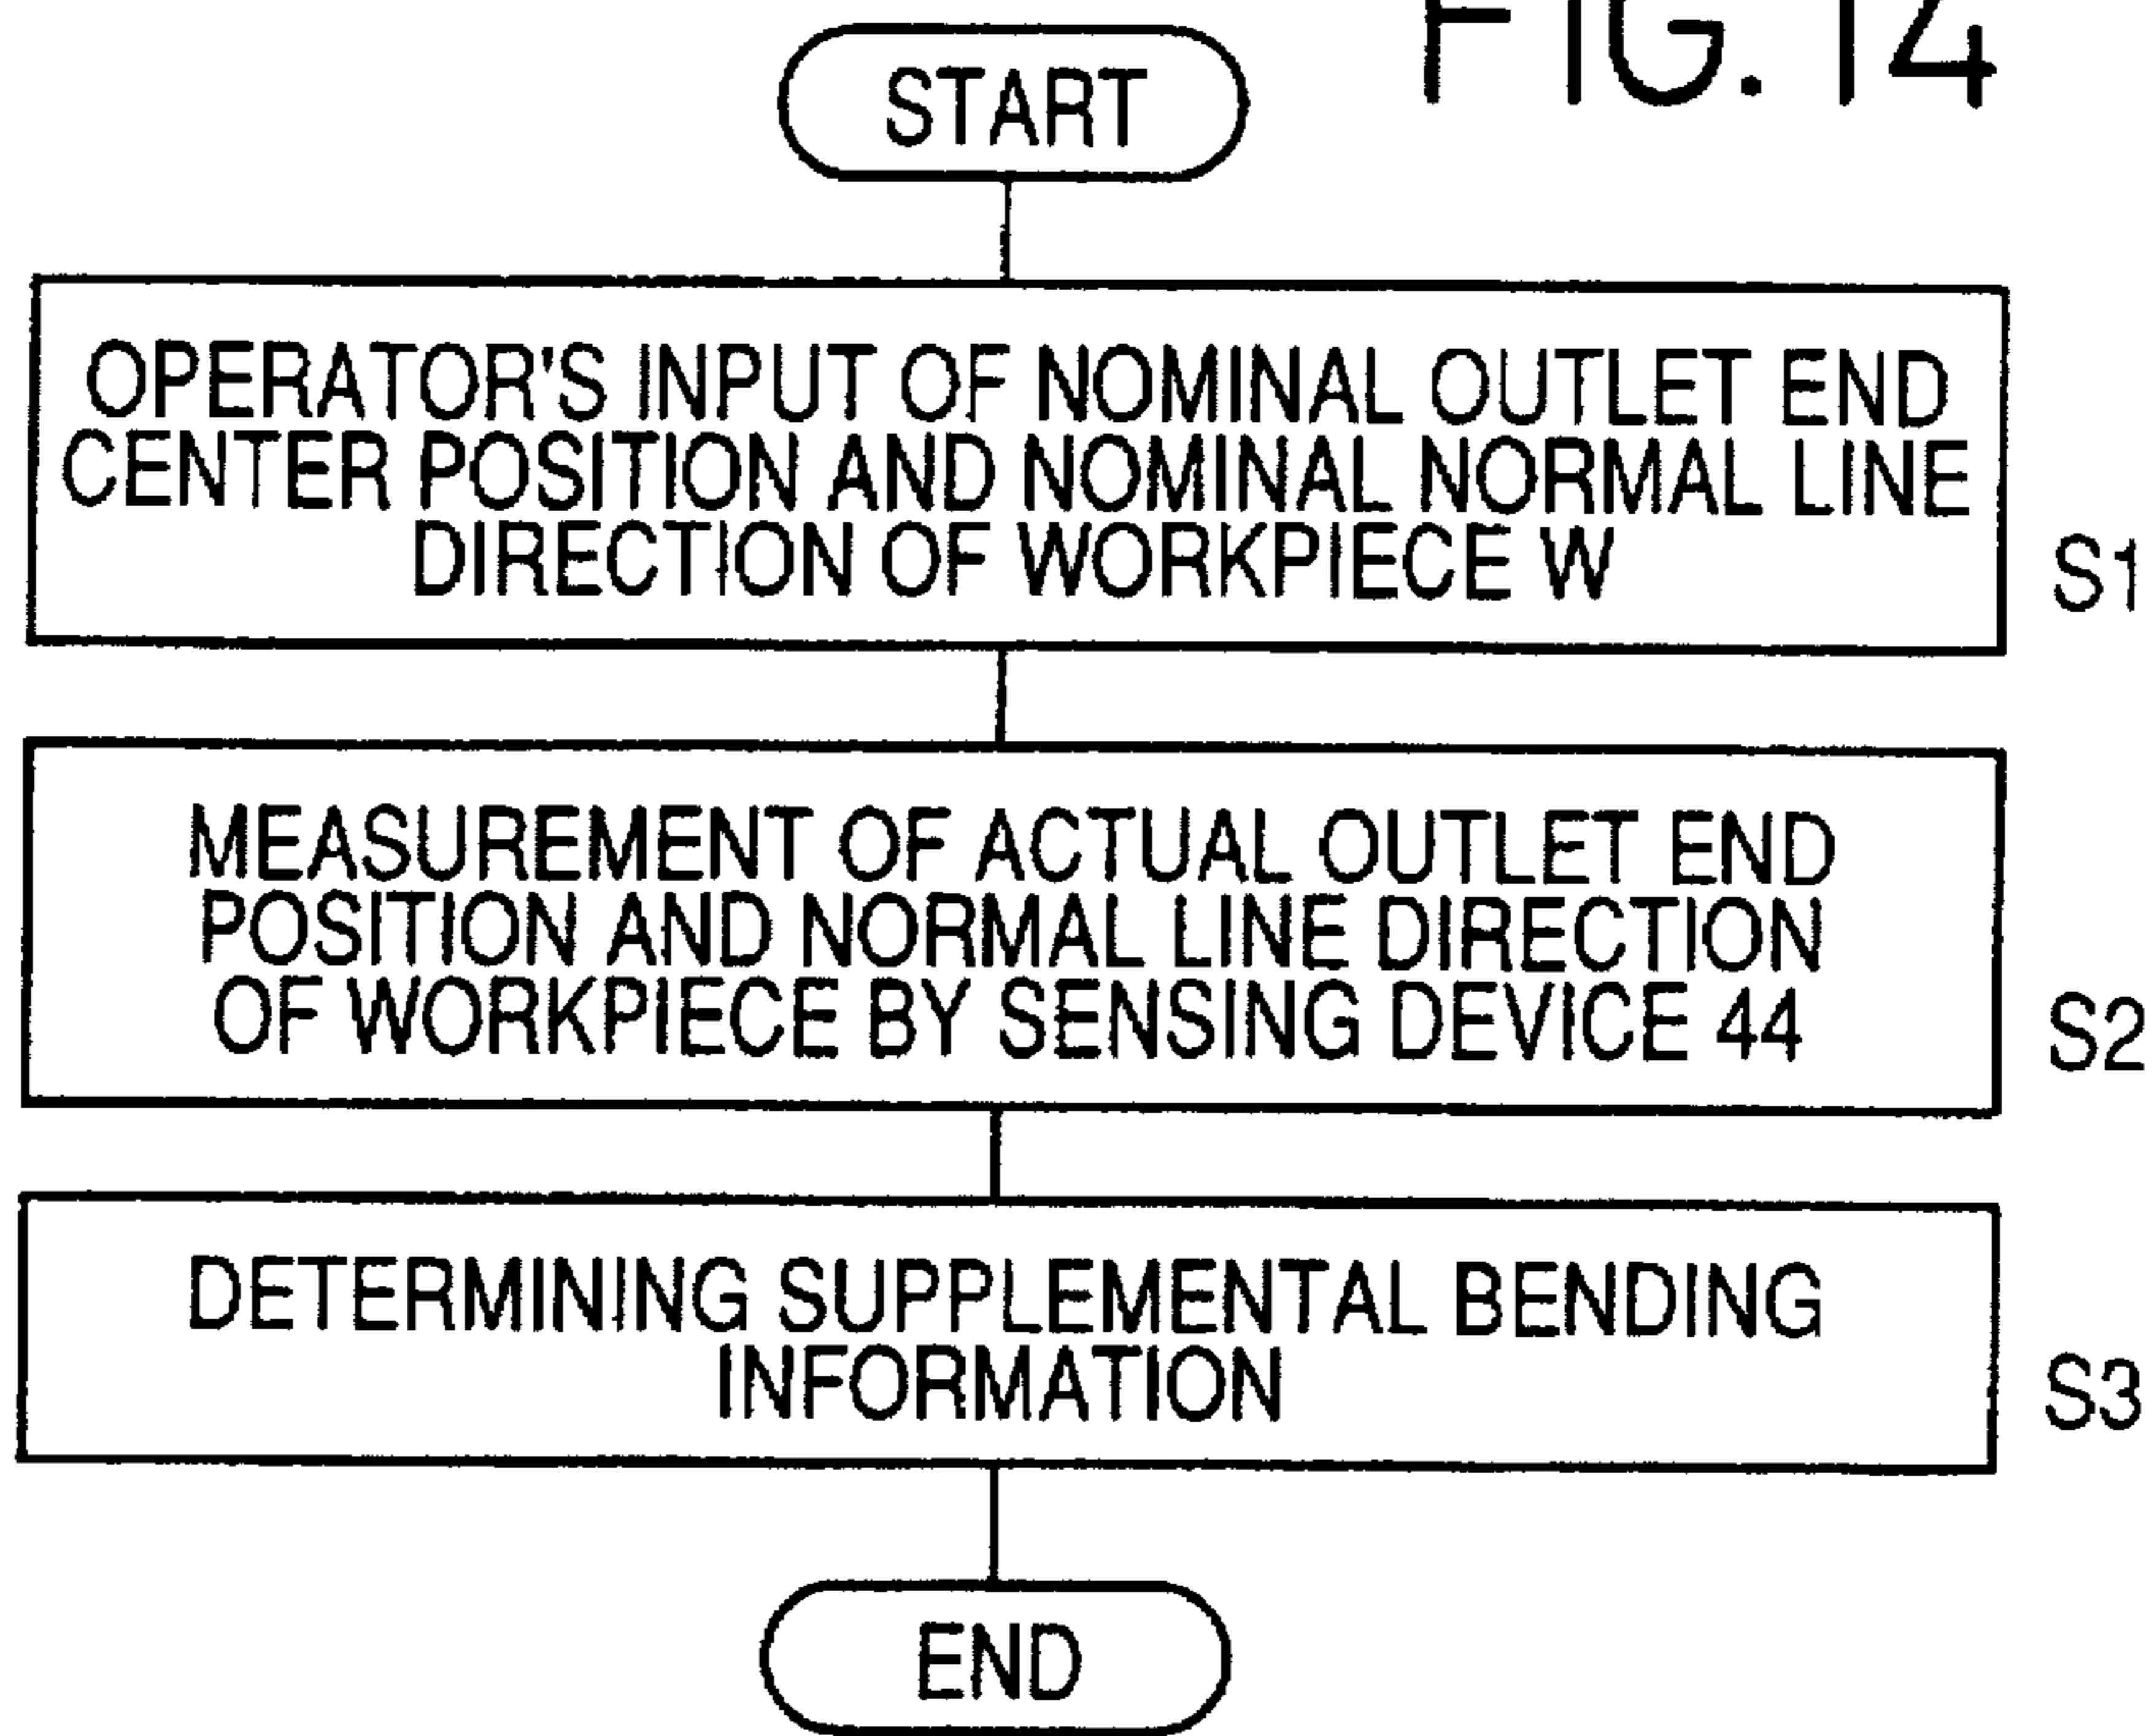 FIG.14
START
OPERATOR'S INPUT OF NOMINAL OUTLET END
CENTER POSITION AND NOMINAL NORMAL LINE
DIRECTION OF WORKPIECE W
S1
MEASUREMENT OF ACTUAL OUTLET END
POSITION AND NORMAL LINE DIRECTION
OF WORKPIECE BY SENSING DEVICE 44
S2
DETERMINING SUPPLEMENTAL BENDING
INFORMATION
S3
END